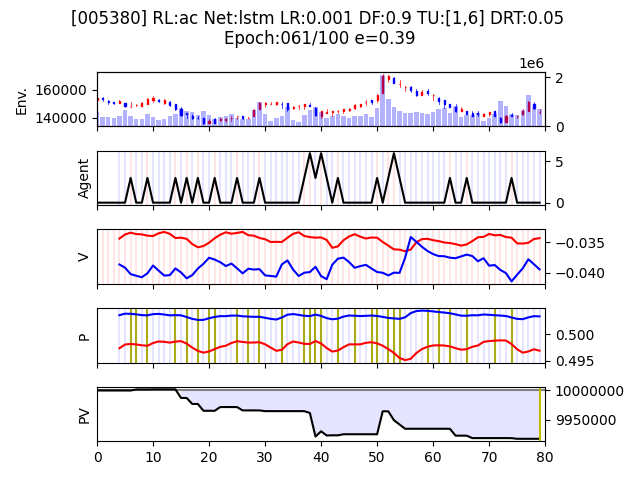 [005380] RL:ac Net:lstm LR:0.001 DF:0.9 TU:[1,6] DRT:0.05
Epoch:061/100 e=0.39
1e6
Env.
160000
140000
2
0
Agent
5
0
V
−0.035
−0.040
P
0.500
0.495
PV
10000000
9950000
0 10 20 30 40 50 60 70 80